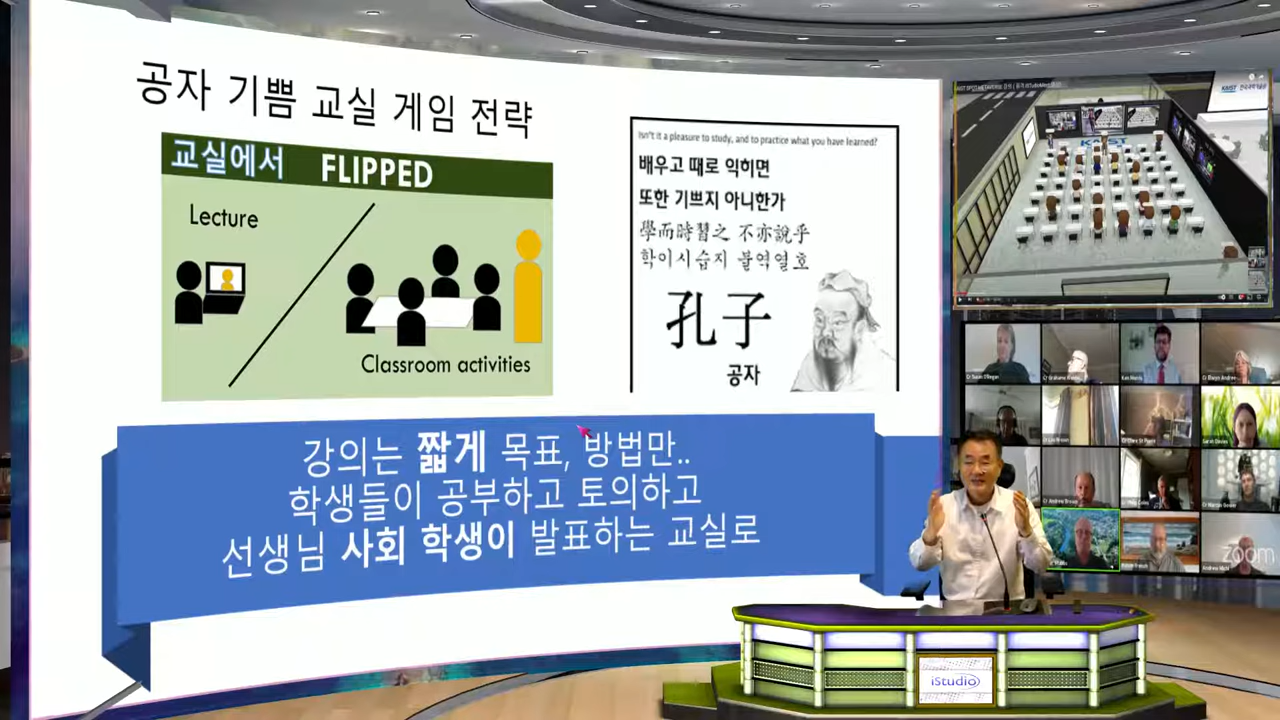 공자 기쁨 교실 게임 전략
교실에서 FLIPPED
Lecture
Classroom activities
Isn't it a pleasure to study, and to practice what you have learned?
배우고 때로 익히면
또한 기쁘지 아니한가
學而時習之 不亦說乎
학이시습지 불역열호
孔子
공자
강의는 짧게 목표, 방법만..
학생들이 공부하고 토의하고
선생님 사회 학생이 발표하는 교실로
KAIST
KAIST
zoom
iStudio